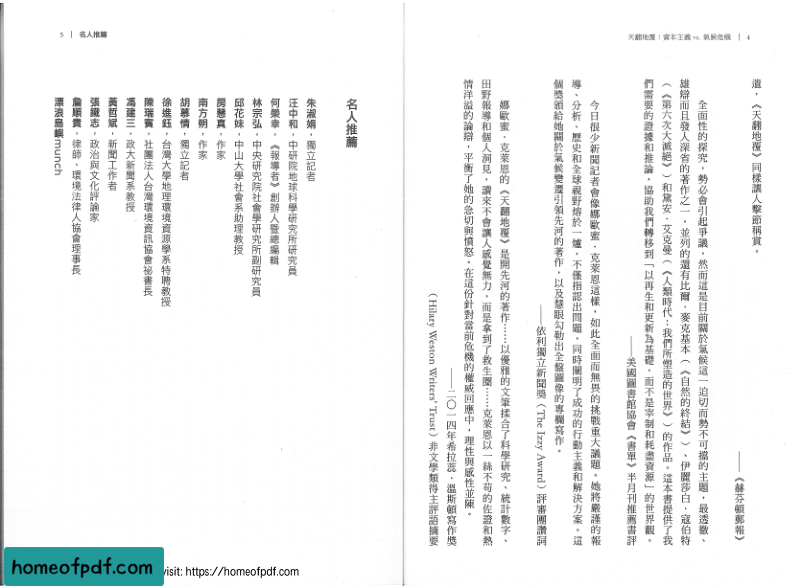 天翻地覆：資本主義 vs. 氣候危機 | 4
遺，《天翻地覆》同樣讓人擊節稱賞。
——《赫芬頓郵報》
全面性的探究，勢必會引起爭議，然而這是目前關於氣候這一迫切而勢不可擋的主題，最透徹、
雄辯而且發人深省的著作之一，並列的還有比爾．麥克基本（《自然的終結》）、伊麗莎白．寇伯特
（《第六次大滅絕》）和黛安．艾克曼（《人類時代：我們所塑造的世界》）的作品。這本書提供了我
們需要的證據和推論，協助我們轉移到「以再生和更新為基礎，而不是宰制和耗盡資源」的世界觀。
——美國圖書館協會《書單》半月刊推薦書評
今日很少新聞記者會像娜歐蜜．克萊恩這樣，如此全面而無畏的挑戰重大議題。她將嚴謹的報
導、分析、歷史和全球視野熔於一爐，不僅指認出問題，同時闡明了成功的行動主義和解決方案。這
個獎頒給她關於氣候變遷引領先河的著作，以及慧眼勾勒出全盤圖像的專欄寫作。
——依利獨立新聞獎（The Izzy Award）評審團讚詞
娜歐蜜．克萊恩的《天翻地覆》是開先河的著作……以優雅的文筆揉合了科學研究、統計數字、
田野報導和個人洞見，讀來不會讓人感覺無力，而是拿到了救生圈……克萊恩以一絲不苟的佐證和熱
情洋溢的論辯，平衡了她的急切與憤怒。在這份針對當前危機的權威回應中，理性與感性並陳。
——二〇一四年希拉蕊．溫斯頓寫作獎
（Hilary Weston Writers' Trust）非文學類得主評語摘要
5 | 名人推薦
名人推薦
朱淑娟，獨立記者
汪中和，中研院地球科學研究所研究員
何榮幸，《報導者》創辦人暨總編輯
林宗弘，中央研究院社會學研究所副研究員
邱花妹，中山大學社會系助理教授
房慧真，作家
南方朔，作家
胡慕情，獨立記者
徐進鈺，台灣大學地理環境資源學系特聘教授
陳瑞賓，社團法人台灣環境資訊協會祕書長
馮建三，政大新聞系教授
黃哲斌，新聞工作者
張鐵志，政治與文化評論家
詹順貴，律師、環境法律人協會理事長
漂浪島嶼munch
homeofpdf.com
visit: https://homeofpdf.com